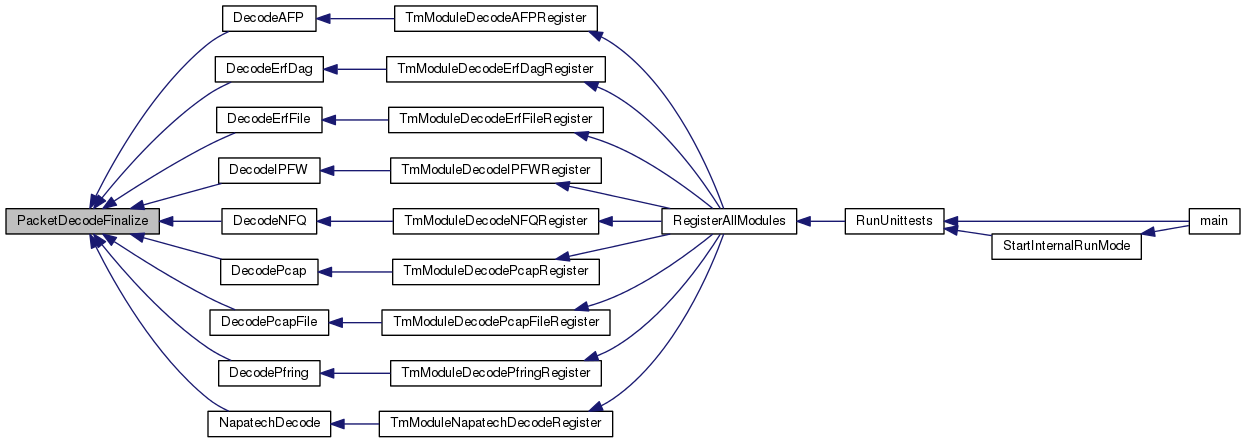 DecodeAFP
TmModuleDecodeAFPRegister
DecodeErfDag
TmModuleDecodeErfDagRegister
DecodeErfFile
TmModuleDecodeErfFileRegister
DecodeIPFW
TmModuleDecodeIPFWRegister
PacketDecodeFinalize
DecodeNFQ
TmModuleDecodeNFQRegister
RegisterAllModules
RunUnittests
main
StartInternalRunMode
DecodePcap
TmModuleDecodePcapRegister
DecodePcapFile
TmModuleDecodePcapFileRegister
DecodePfring
TmModuleDecodePfringRegister
NapatechDecode
TmModuleNapatechDecodeRegister